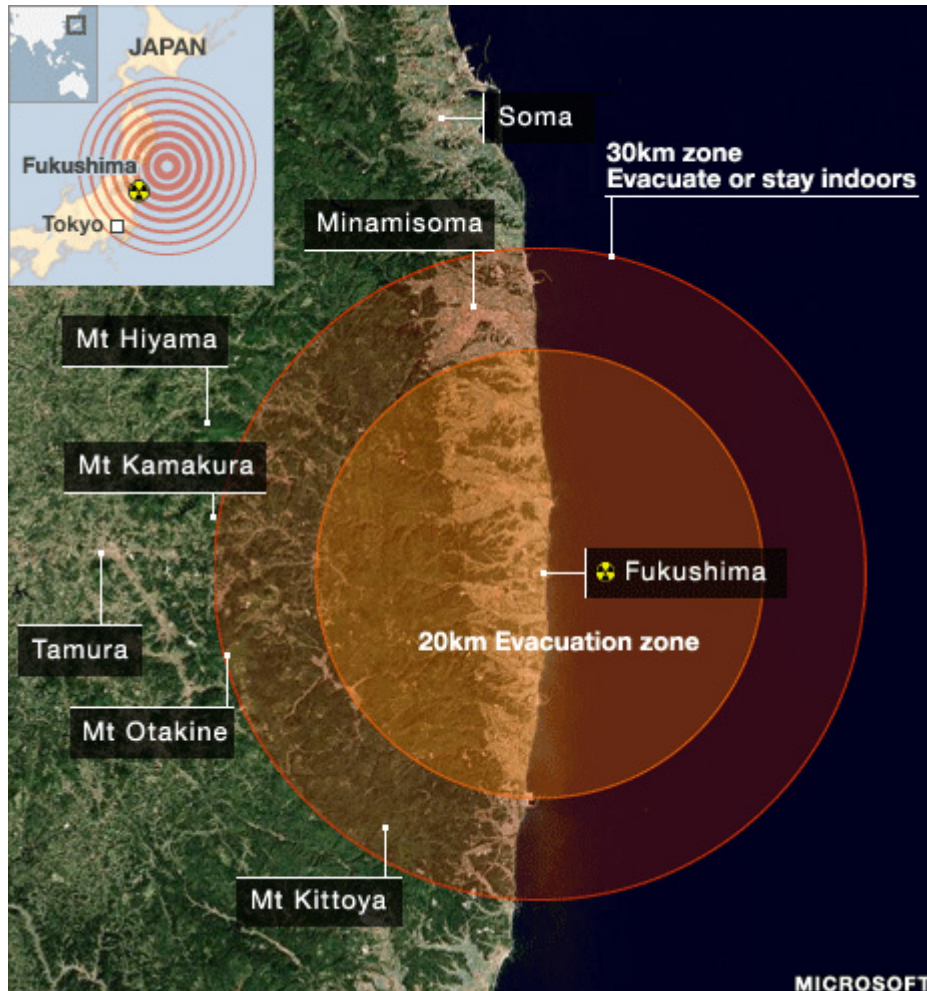 JAPAN
Fukushima
Tokyo
Soma
30km zone
Evacuate or stay indoors
Minamisoma
Mt Hiyama
Mt Kamakura
Fukushima
20km Evacuation zone
Tamura
Mt Otakine
Mt Kittoya
MICROSOFT